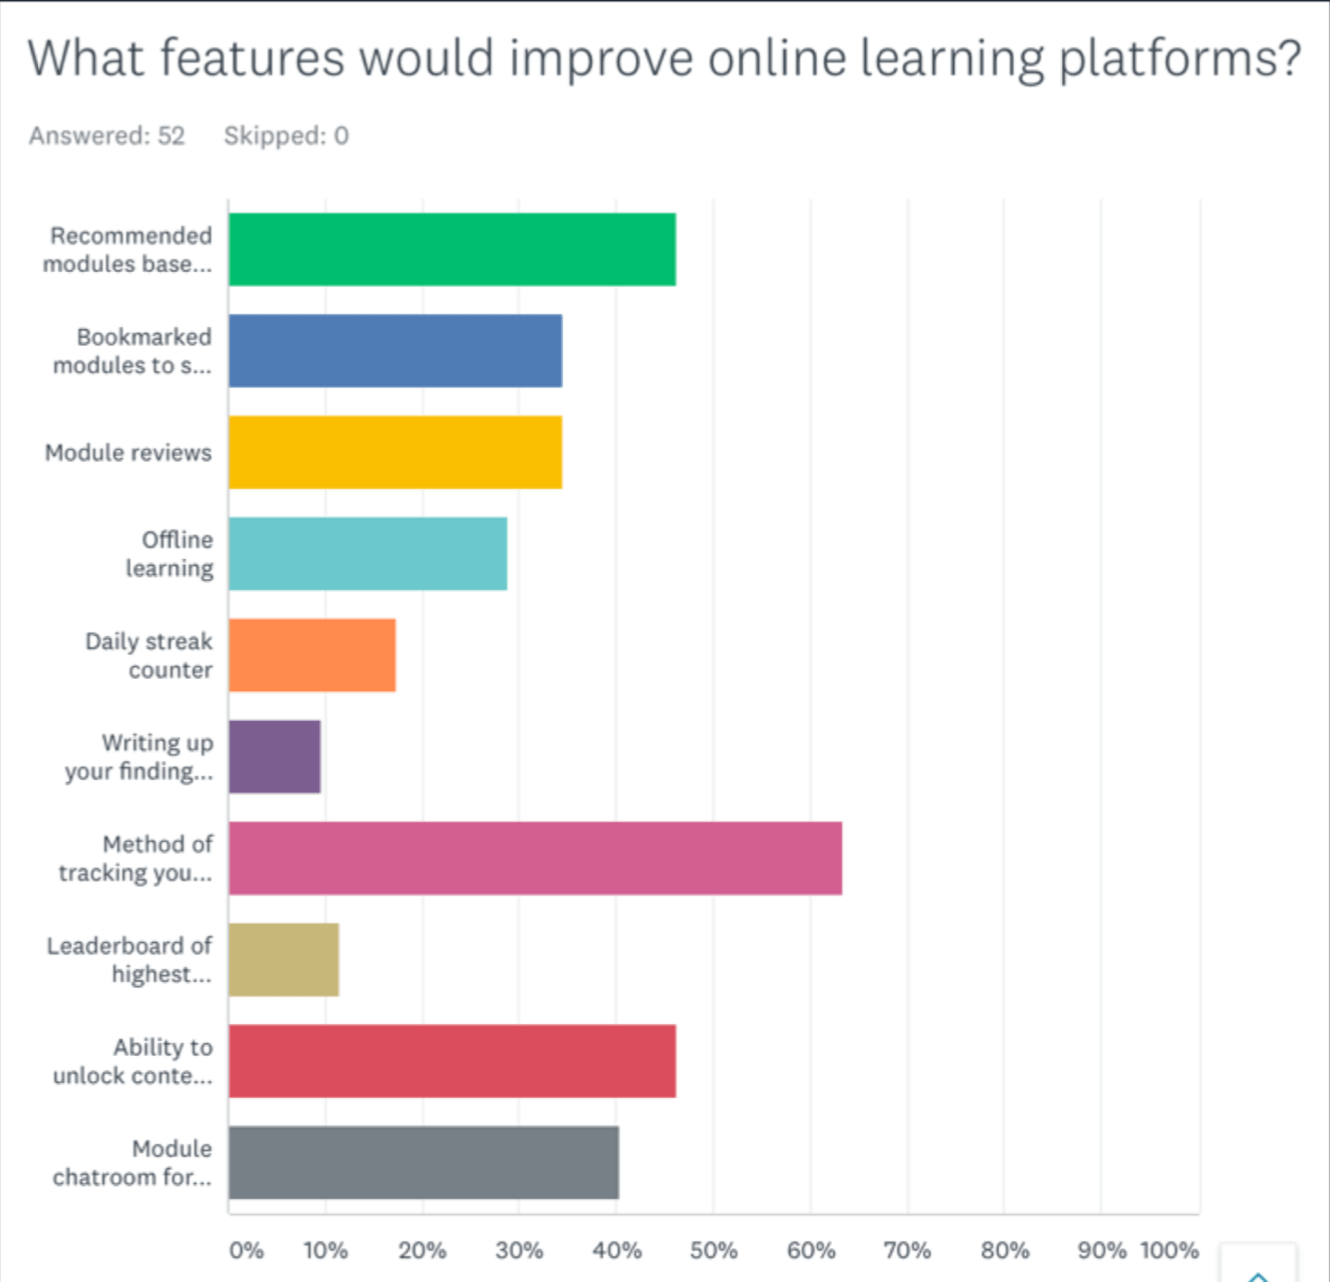 What features would improve online learning platforms?
Answered: 52 Skipped: 0
Recommended
modules base...
Bookmarked
modules to s...
Module reviews
Offline
learning
Daily streak
counter
Writing up
your finding...
Method of
tracking you...
Leaderboard of
highest...
Ability to
unlock conte...
Module
chatroom for...
0% 10% 20% 30% 40% 50% 60% 70% 80% 90% 100%